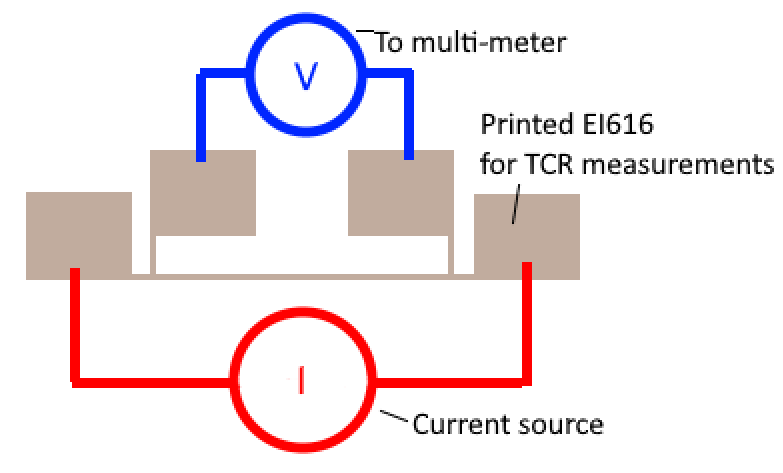 To multi-meter
V
Printed EI616
for TCR measurements
I
Current source